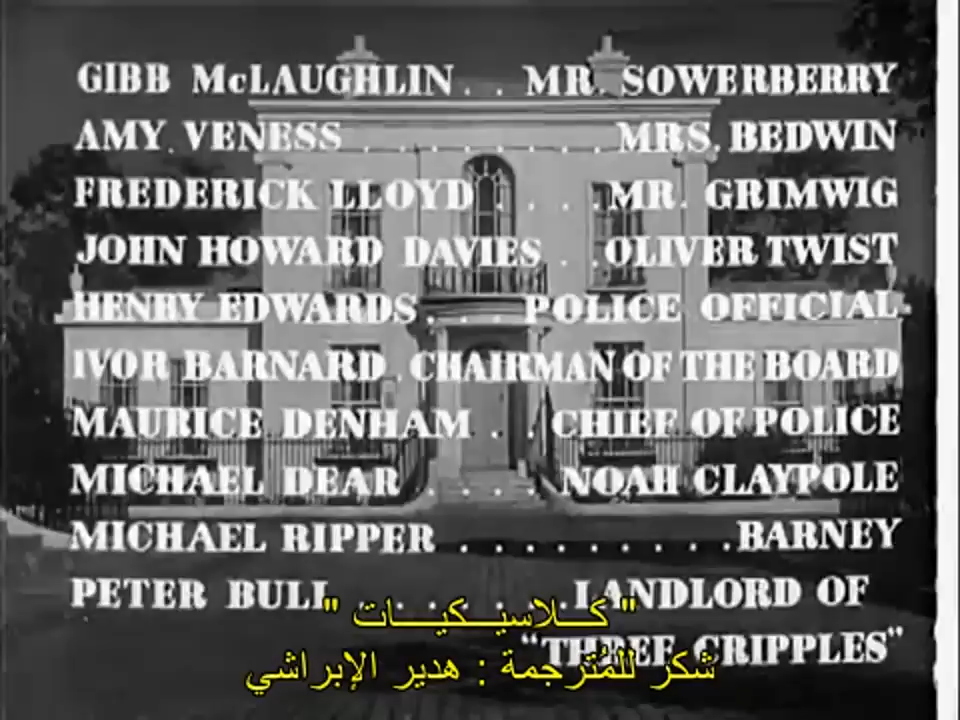 GIBB McLAUGHLIN . . MR. SOWERBERRY
AMY VENESS . . . . . . . . MRS. BEDWIN
FREDERICK LLOYD . . . . MR. GRIMWIG
JOHN HOWARD DAVIES . . OLIVER TWIST
HENRY EDWARDS . . . POLICE OFFICIAL
IVOR BARNARD . CHAIRMAN OF THE BOARD
MAURICE DENHAM . . CHIEF OF POLICE
MICHAEL DEAR . . . . NOAH CLAYPOLE
MICHAEL RIPPER . . . . . . . . . BARNEY
PETER BULL . . . . . . LANDLORD OF
"THREE CRIPPLES"
" كـــلاسيـــكيـــات "
شكر للمُترجمة : هدير الإبراشي